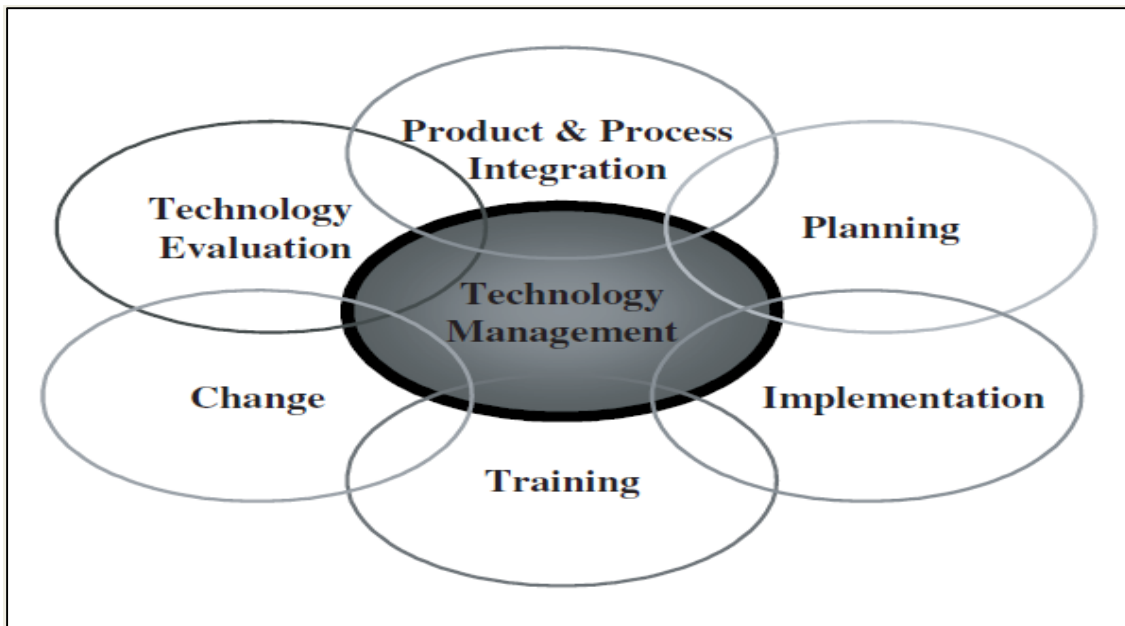 Product & Process
Integration
Technology
Evaluation
Planning
Technology
Management
Change
Implementation
Training